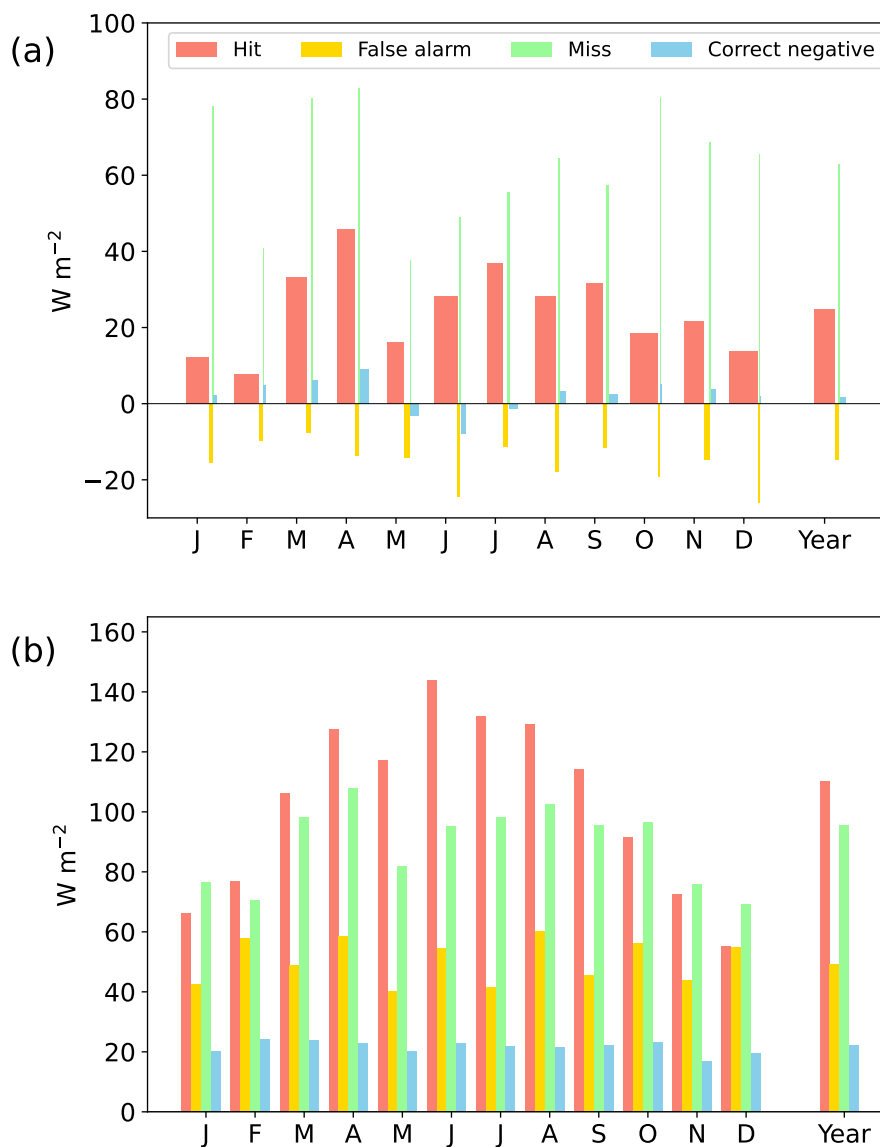 (a)
Hit False alarm Miss Correct negative
100
80
60
40
20
0
−20
W m⁻²
J F M A M J J A S O N D Year
(b)
160
140
120
100
80
60
40
20
0
W m⁻²
J F M A M J J A S O N D Year